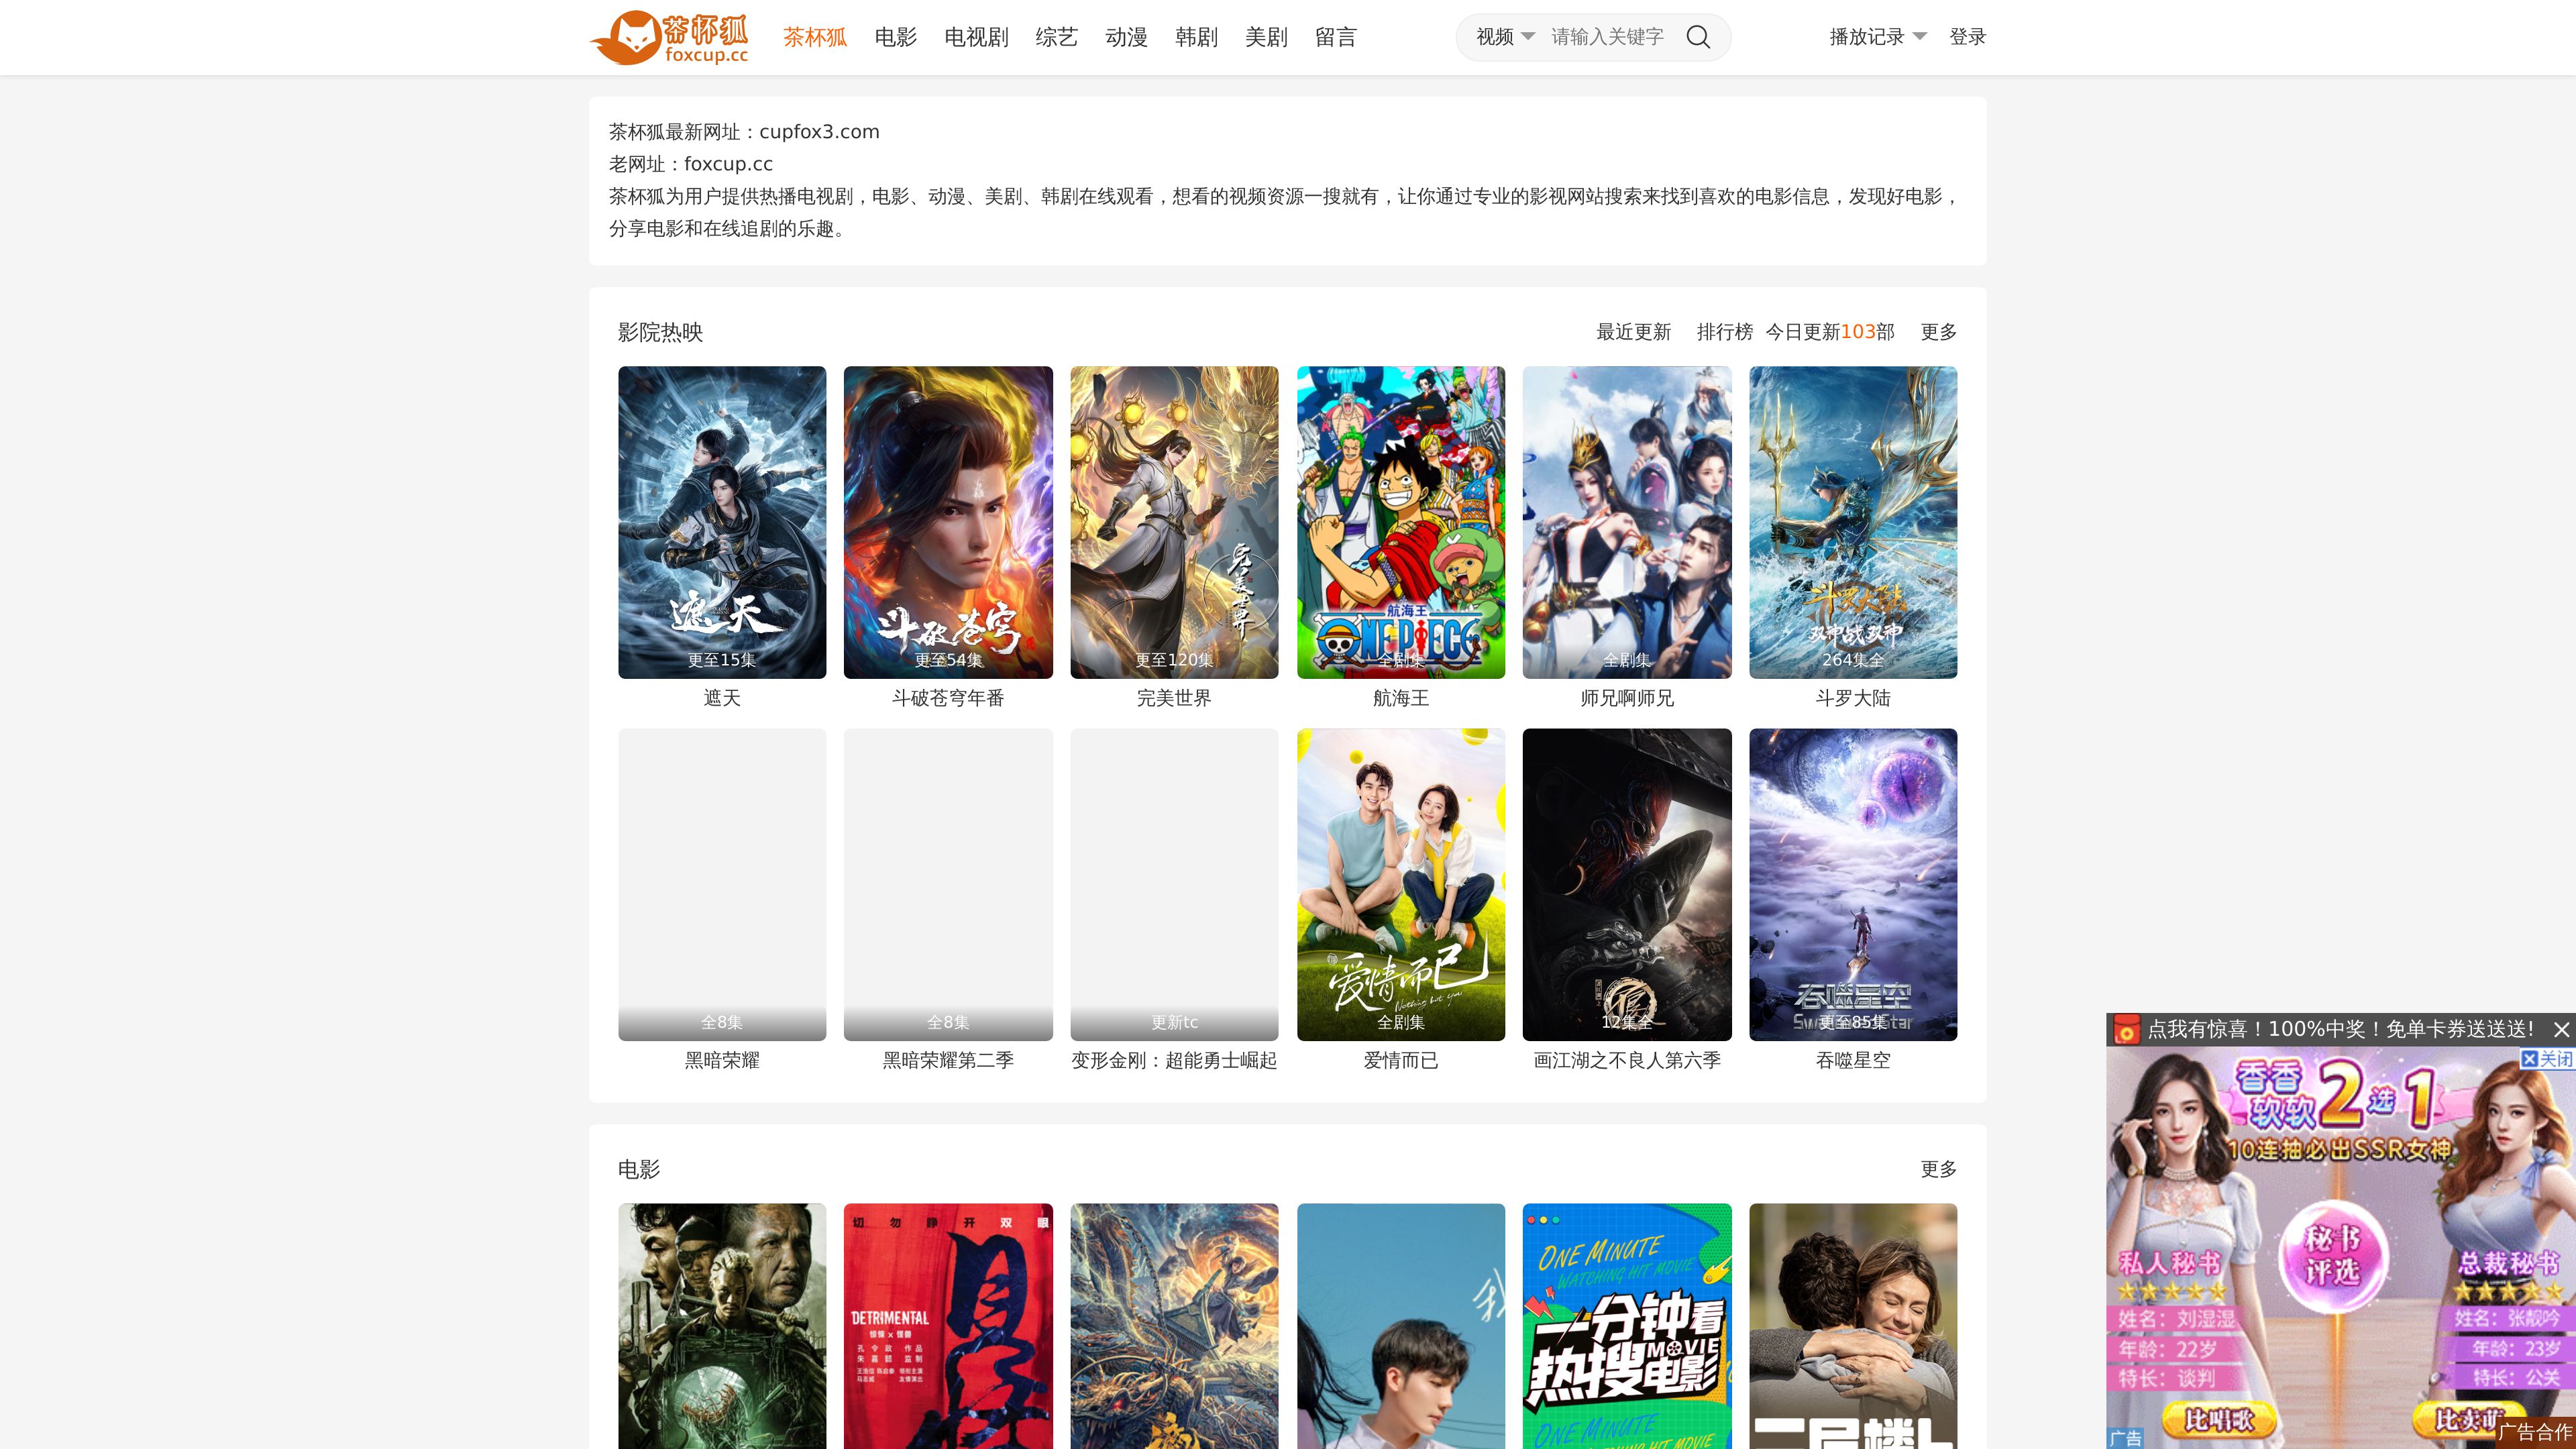 茶杯狐
foxcup.cc
茶杯狐 电影 电视剧 综艺 动漫 韩剧 美剧 留言
视频 请输入关键字
播放记录 登录
茶杯狐最新网址：cupfox3.com
老网址：foxcup.cc
茶杯狐为用户提供热播电视剧，电影、动漫、美剧、韩剧在线观看，想看的视频资源一搜就有，让你通过专业的影视网站搜索来找到喜欢的电影信息，发现好电影，
分享电影和在线追剧的乐趣。
影院热映
最近更新 排行榜 今日更新103部 更多
遮天
更至15集
遮天
斗破苍穹
更至54集
斗破苍穹年番
完美世界
更至120集
完美世界
航海王
ONE PIECE
全剧集
航海王
全剧集
师兄啊师兄
斗罗大陆
双神战双神
264集全
斗罗大陆
全8集
黑暗荣耀
全8集
黑暗荣耀第二季
更新tc
变形金刚：超能勇士崛起
爱情而已
Nothing but you
全剧集
爱情而已
12集全
画江湖之不良人第六季
吞噬星空
更至85集
吞噬星空
电影
更多
切勿睁开双眼
DETRIMENTAL
ONE MINUTE
WATCHING HIT MOVIE
一分钟看
MOVIE
热搜电影
ONE MINUTE
WATCHING HIT MOVIE
点我有惊喜！100%中奖！免单卡券送送送!
关闭
香香
软软
2选1
10连抽必出SSR女神
秘书
评选
私人秘书
总裁秘书
姓名：刘湿湿
姓名：张靓吟
年龄：22岁
年龄：23岁
特长：谈判
特长：公关
比唱歌
比卖萌
广告
广告合作